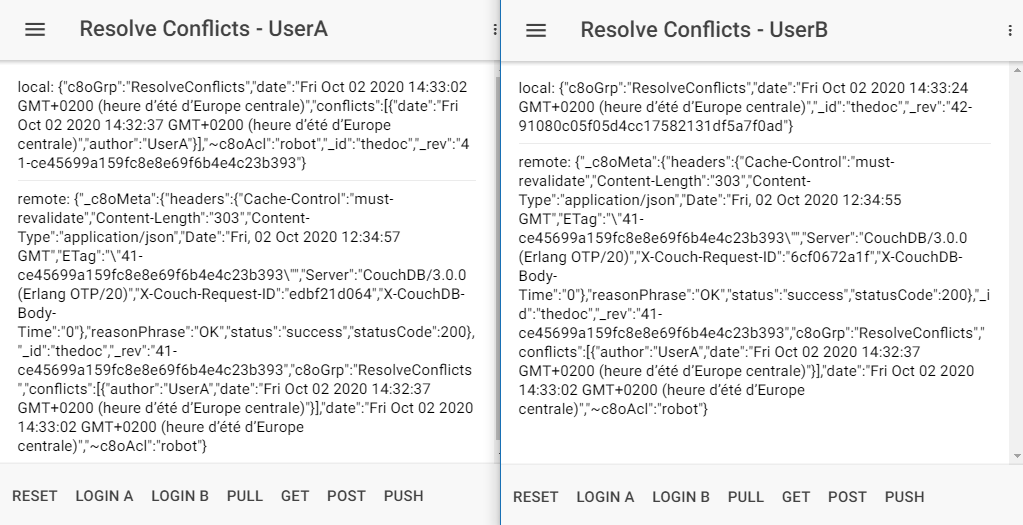 Resolve Conflicts - UserA
local: {"c8oGrp":"ResolveConflicts","date":"Fri Oct 02 2020 14:33:02
GMT+0200 (heure d’été d’Europe centrale)","conflicts":[{"date":"Fri
Oct 02 2020 14:32:37 GMT+0200 (heure d’été d’Europe
centrale)","author":"UserA"}],"~c8oAcl":"robot","_id":"thedoc","_rev":"4
1-ce45699a159fc8e8e69f6b4e4c23b393"}
remote: {"_c8oMeta":{"headers":{"Cache-Control":"must-
revalidate","Content-Length":"303","Content-
Type":"application/json","Date":"Fri, 02 Oct 2020 12:34:57
GMT","ETag":"\"41-
ce45699a159fc8e8e69f6b4e4c23b393\"","Server":"CouchDB/3.0.0
(Erlang OTP/20)","X-Couch-Request-ID":"edbf21d064","X-CouchDB-
Body-
Time":"0"},"reasonPhrase":"OK","status":"success","statusCode":200},
"_id":"thedoc","_rev":"41-
ce45699a159fc8e8e69f6b4e4c23b393","c8oGrp":"ResolveConflicts"
,"conflicts":[{"author":"UserA","date":"Fri Oct 02 2020 14:32:37
GMT+0200 (heure d’été d’Europe centrale)"}],"date":"Fri Oct 02 2020
14:33:02 GMT+0200 (heure d’été d’Europe
centrale)","~c8oAcl":"robot"}
RESET LOGIN A LOGIN B PULL GET POST PUSH
Resolve Conflicts - UserB
local: {"c8oGrp":"ResolveConflicts","date":"Fri Oct 02 2020 14:33:24
GMT+0200 (heure d’été d’Europe centrale)","_id":"thedoc","_rev":"42-
91080c05f05d4cc17582131df5a7f0ad"}
remote: {"_c8oMeta":{"headers":{"Cache-Control":"must-
revalidate","Content-Length":"303","Content-
Type":"application/json","Date":"Fri, 02 Oct 2020 12:34:55
GMT","ETag":"\"41-
ce45699a159fc8e8e69f6b4e4c23b393\"","Server":"CouchDB/3.0.0
(Erlang OTP/20)","X-Couch-Request-ID":"6cf0672a1f","X-CouchDB-
Body-
Time":"0"},"reasonPhrase":"OK","status":"success","statusCode":200},"_i
d":"thedoc","_rev":"41-
ce45699a159fc8e8e69f6b4e4c23b393","c8oGrp":"ResolveConflicts","
conflicts":[{"author":"UserA","date":"Fri Oct 02 2020 14:32:37
GMT+0200 (heure d’été d’Europe centrale)"}],"date":"Fri Oct 02 2020
14:33:02 GMT+0200 (heure d’été d’Europe
centrale)","~c8oAcl":"robot"}
RESET LOGIN A LOGIN B PULL GET POST PUSH